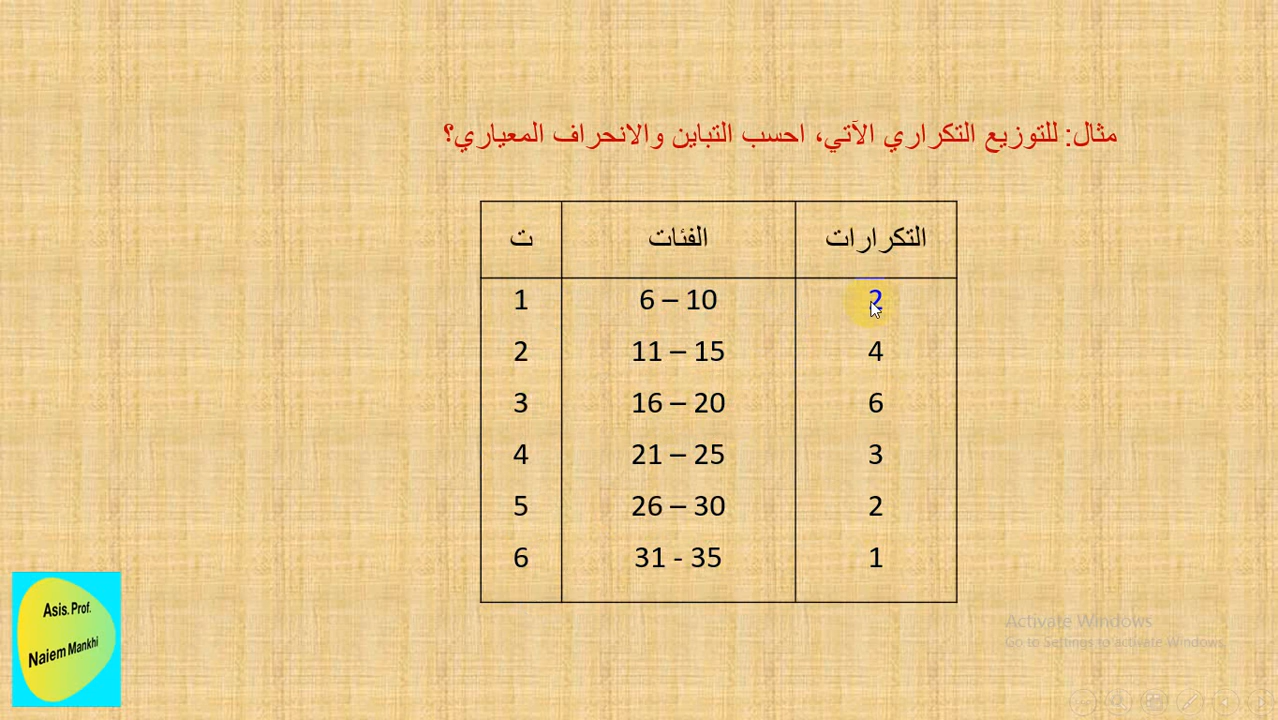 مثال: للتوزيع التكراري الآتي، احسب التباين والانحراف المعياري؟
ت الفئات التكرارات
1 6 – 10 2
2 11 – 15 4
3 16 – 20 6
4 21 – 25 3
5 26 – 30 2
6 31 - 35 1
Asis. Prof.
Naiem Mankhi
Activate Windows
Go to Settings to activate Windows.